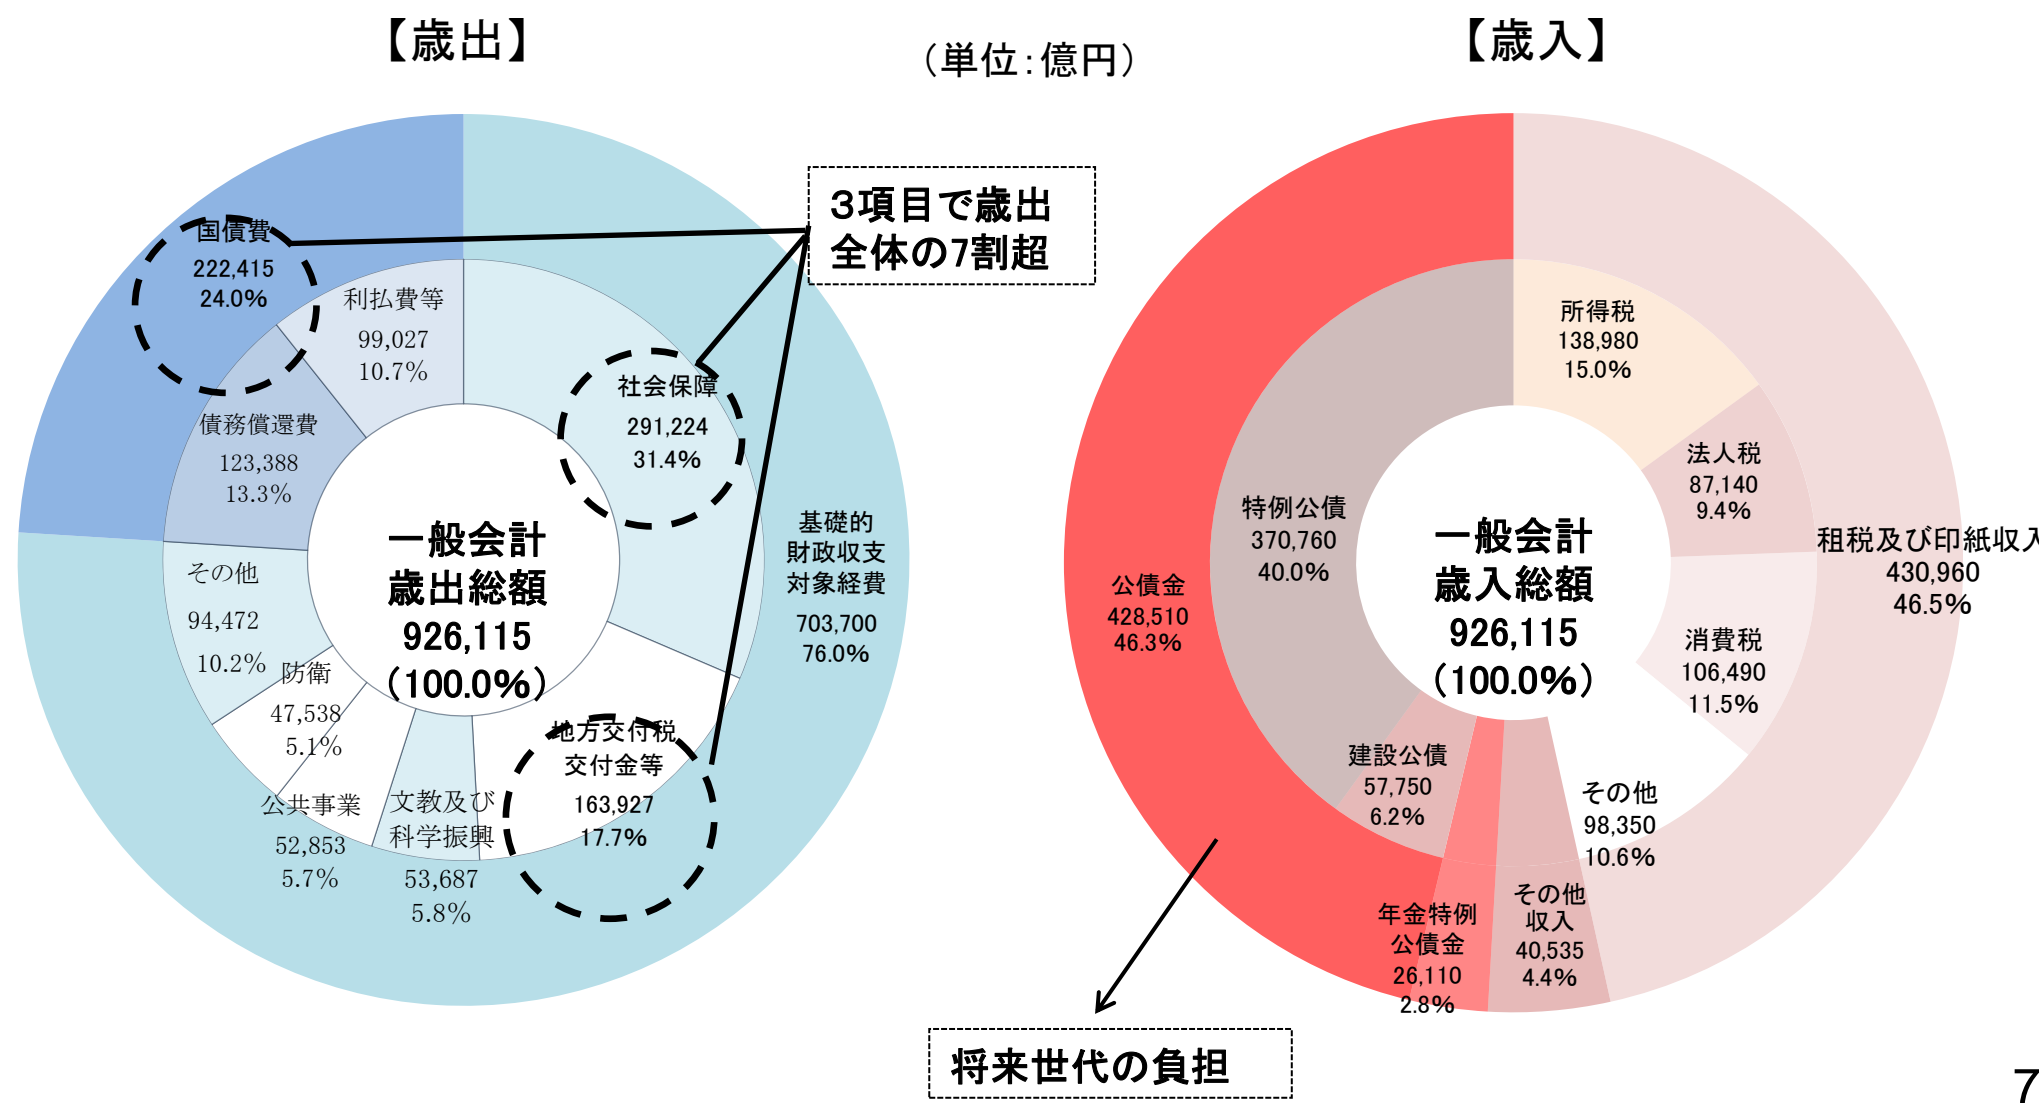 【歳出】
（単位：億円）
【歳入】
３項目で歳出
全体の7割超
国債費
222,415
24.0%
利払費等
99,027
10.7%
社会保障
291,224
31.4%
債務償還費
123,388
13.3%
基礎的
財政収支
対象経費
703,700
76.0%
一般会計
歳出総額
926,115
（100.0%）
その他
94,472
10.2%
防衛
47,538
5.1%
公共事業
52,853
5.7%
文教及び
科学振興
53,687
5.8%
地方交付税
交付金等
163,927
17.7%
所得税
138,980
15.0%
法人税
87,140
9.4%
租税及び印紙収入
430,960
46.5%
消費税
106,490
11.5%
その他
98,350
10.6%
特例公債
370,760
40.0%
一般会計
歳入総額
926,115
（100.0%）
公債金
428,510
46.3%
建設公債
57,750
6.2%
年金特例
公債金
26,110
2.8%
その他
収入
40,535
4.4%
将来世代の負担
7